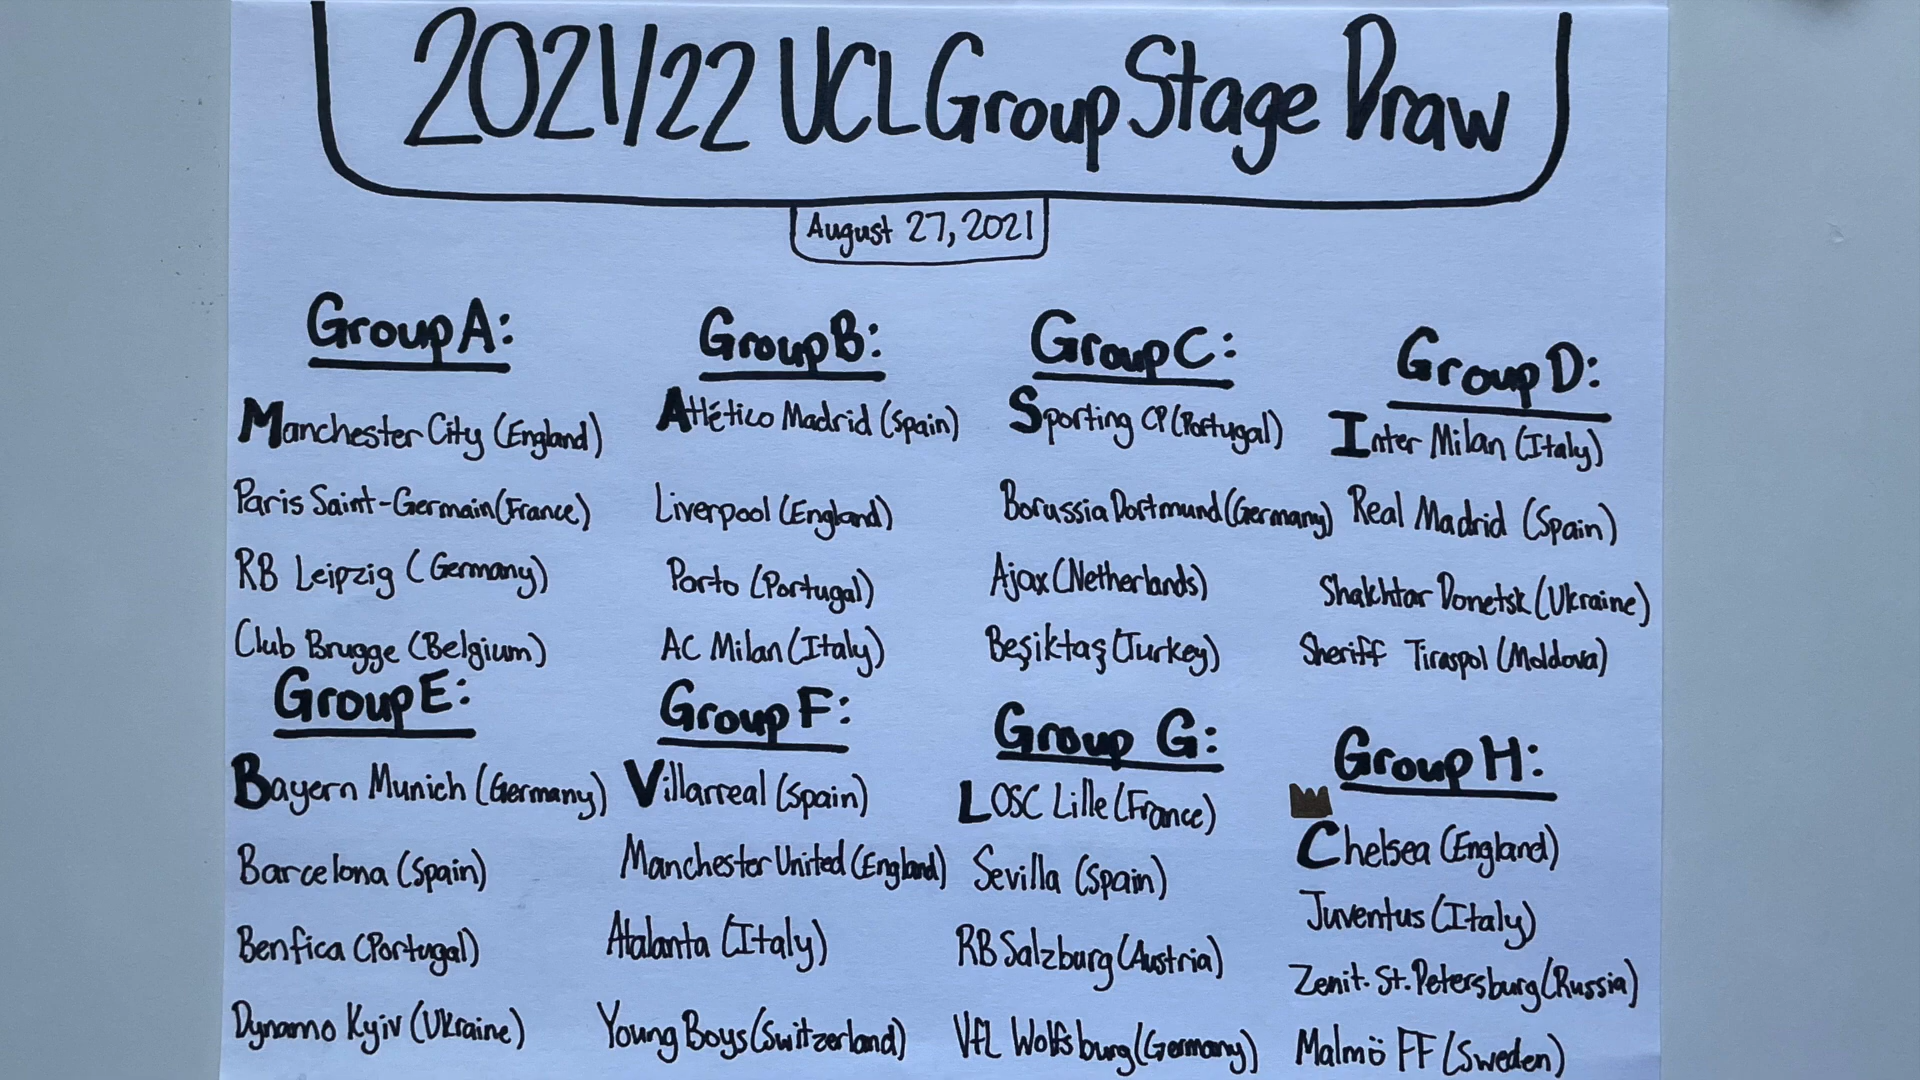 2021/22 UCL Group Stage Draw
August 27, 2021
Group A:
Manchester City (England)
Paris Saint-Germain (France)
RB Leipzig (Germany)
Club Brugge (Belgium)
Group B:
Atlético Madrid (Spain)
Liverpool (England)
Porto (Portugal)
AC Milan (Italy)
Group C:
Sporting CP (Portugal)
Borussia Dortmund (Germany)
Ajax (Netherlands)
Beşiktaş (Turkey)
Group D:
Inter Milan (Italy)
Real Madrid (Spain)
Shakhtar Donetsk (Ukraine)
Sheriff Tiraspol (Moldova)
Group E:
Bayern Munich (Germany)
Barcelona (Spain)
Benfica (Portugal)
Dynamo Kyiv (Ukraine)
Group F:
Villarreal (Spain)
Manchester United (England)
Atalanta (Italy)
Young Boys (Switzerland)
Group G:
LOSC Lille (France)
Sevilla (Spain)
RB Salzburg (Austria)
VfL Wolfsburg (Germany)
Group H:
Chelsea (England)
Juventus (Italy)
Zenit. St. Petersburg (Russia)
Malmö FF (Sweden)